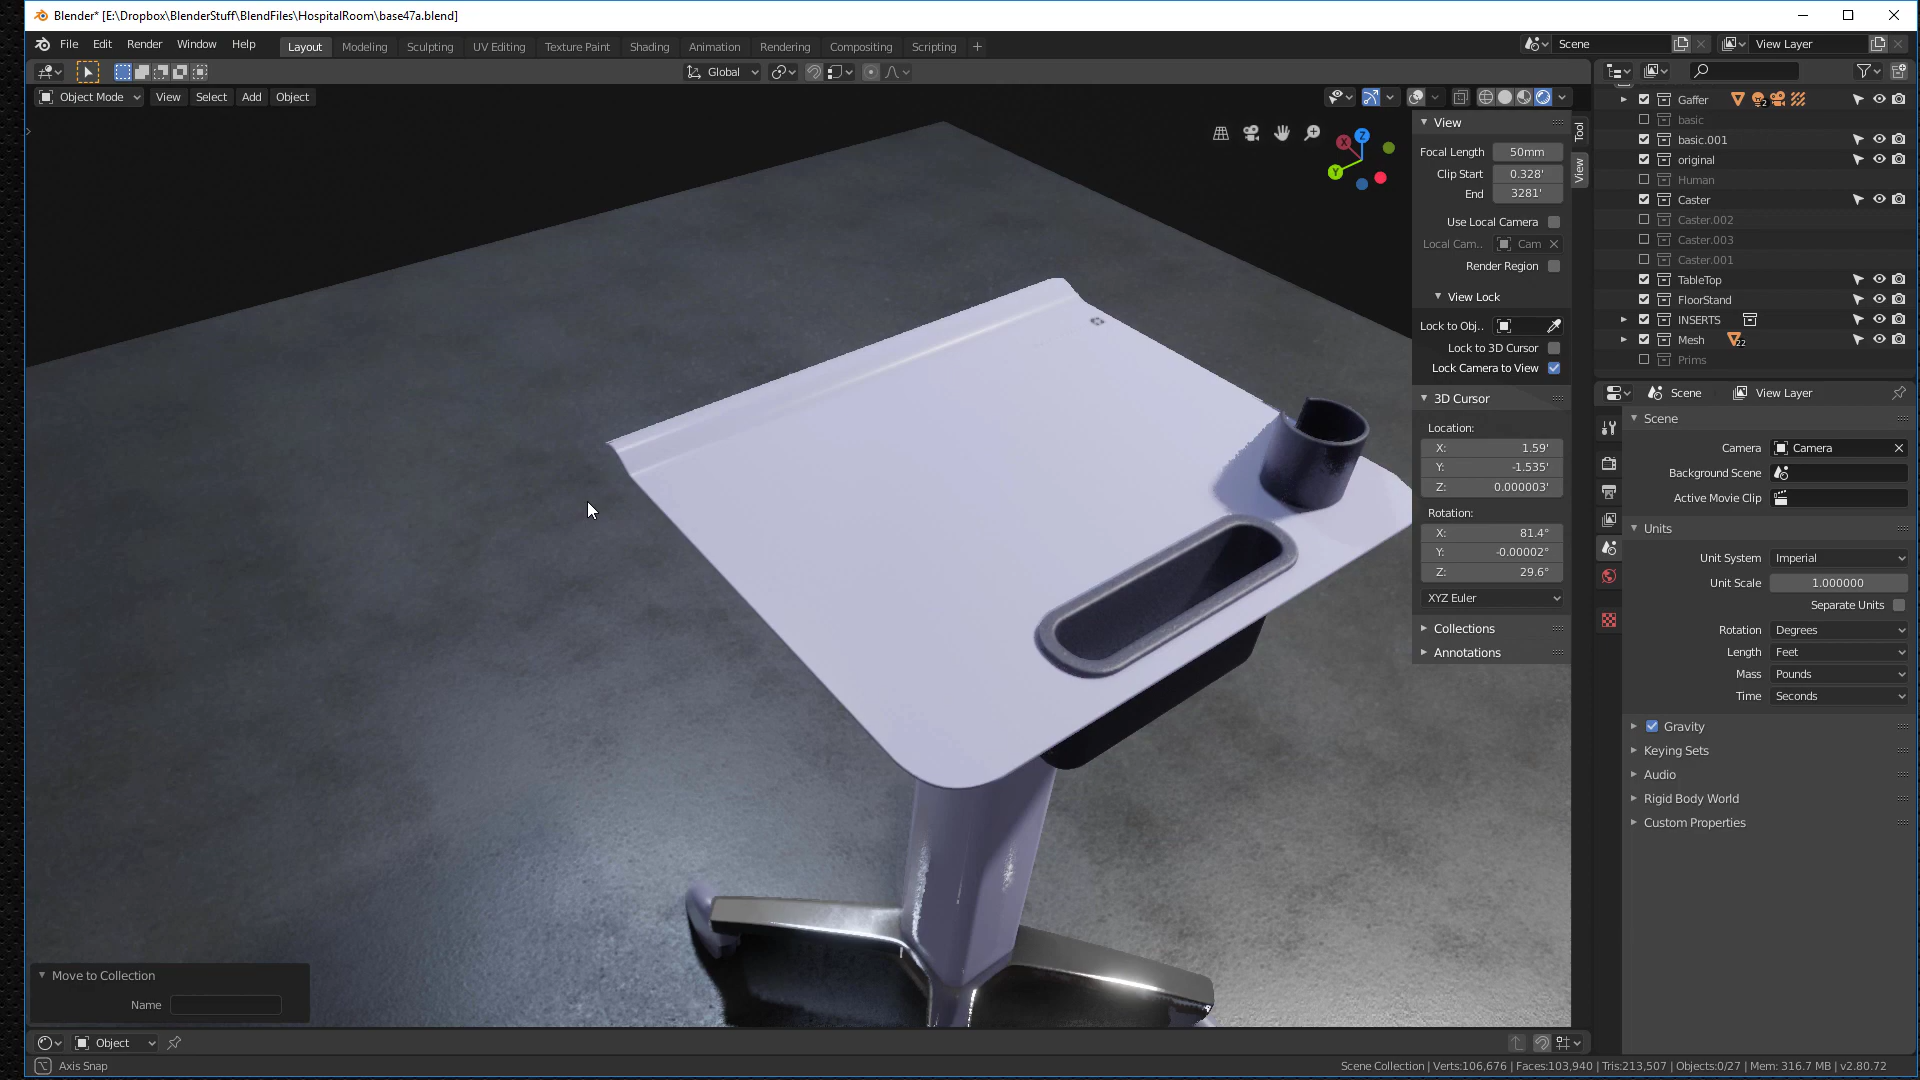 Blender* [E:\Dropbox\BlenderStuff\BlendFiles\HospitalRoom\base47a.blend]
File Edit Render Window Help Layout Modeling Sculpting UV Editing Texture Paint Shading Animation Rendering Compositing Scripting + Scene View Layer
Global
Object Mode View Select Add Object
View
Focal Length 50mm
Clip Start 0.328'
End 3281'
Use Local Camera
Local Cam.. Cam
Render Region
View Lock
Lock to Obj..
Lock to 3D Cursor
Lock Camera to View
3D Cursor
Location:
X: 1.59'
Y: -1.535'
Z: 0.000003'
Rotation:
X: 81.4°
Y: -0.00002°
Z: 29.6°
XYZ Euler
Collections
Annotations
Tool
View
X
Y
Z
Gaffer 2
basic
basic.001
original
Human
Caster
Caster.002
Caster.003
Caster.001
TableTop
FloorStand
INSERTS
Mesh 22
Prims
Scene View Layer
Scene
Camera Camera
Background Scene
Active Movie Clip
Units
Unit System Imperial
Unit Scale 1.000000
Separate Units
Rotation Degrees
Length Feet
Mass Pounds
Time Seconds
Gravity
Keying Sets
Audio
Rigid Body World
Custom Properties
Move to Collection
Name
Object
Axis Snap
Scene Collection | Verts:106,676 | Faces:103,940 | Tris:213,507 | Objects:0/27 | Mem: 316.7 MB | v2.80.72